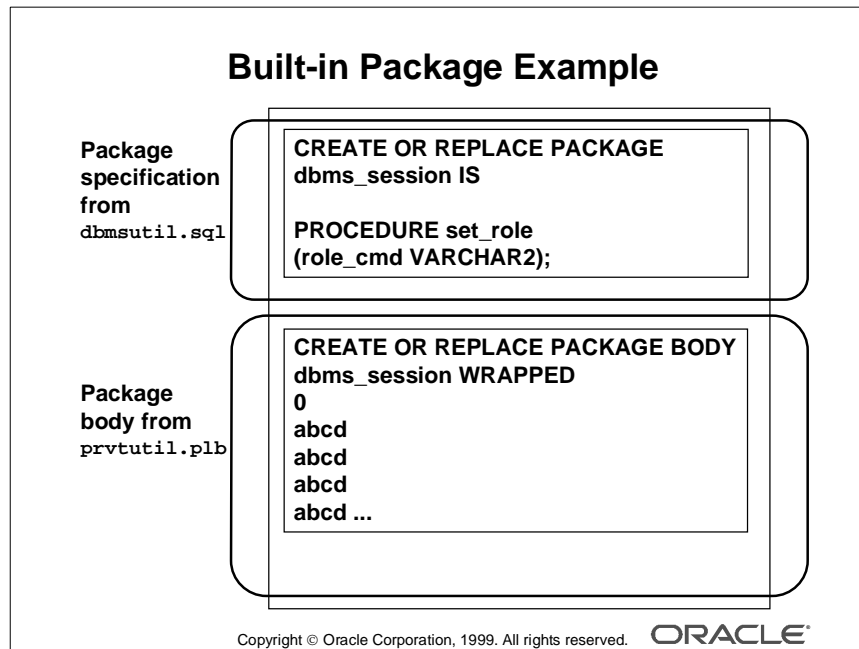 Built-in Package Example
Package
specification
from
dbmsutil.sql
CREATE OR REPLACE PACKAGE
dbms_session IS
PROCEDURE set_role
(role_cmd VARCHAR2);
Package
body from
prvtutil.plb
CREATE OR REPLACE PACKAGE BODY
dbms_session WRAPPED
0
abcd
abcd
abcd
abcd ...
Copyright © Oracle Corporation, 1999. All rights reserved. ORACLE®